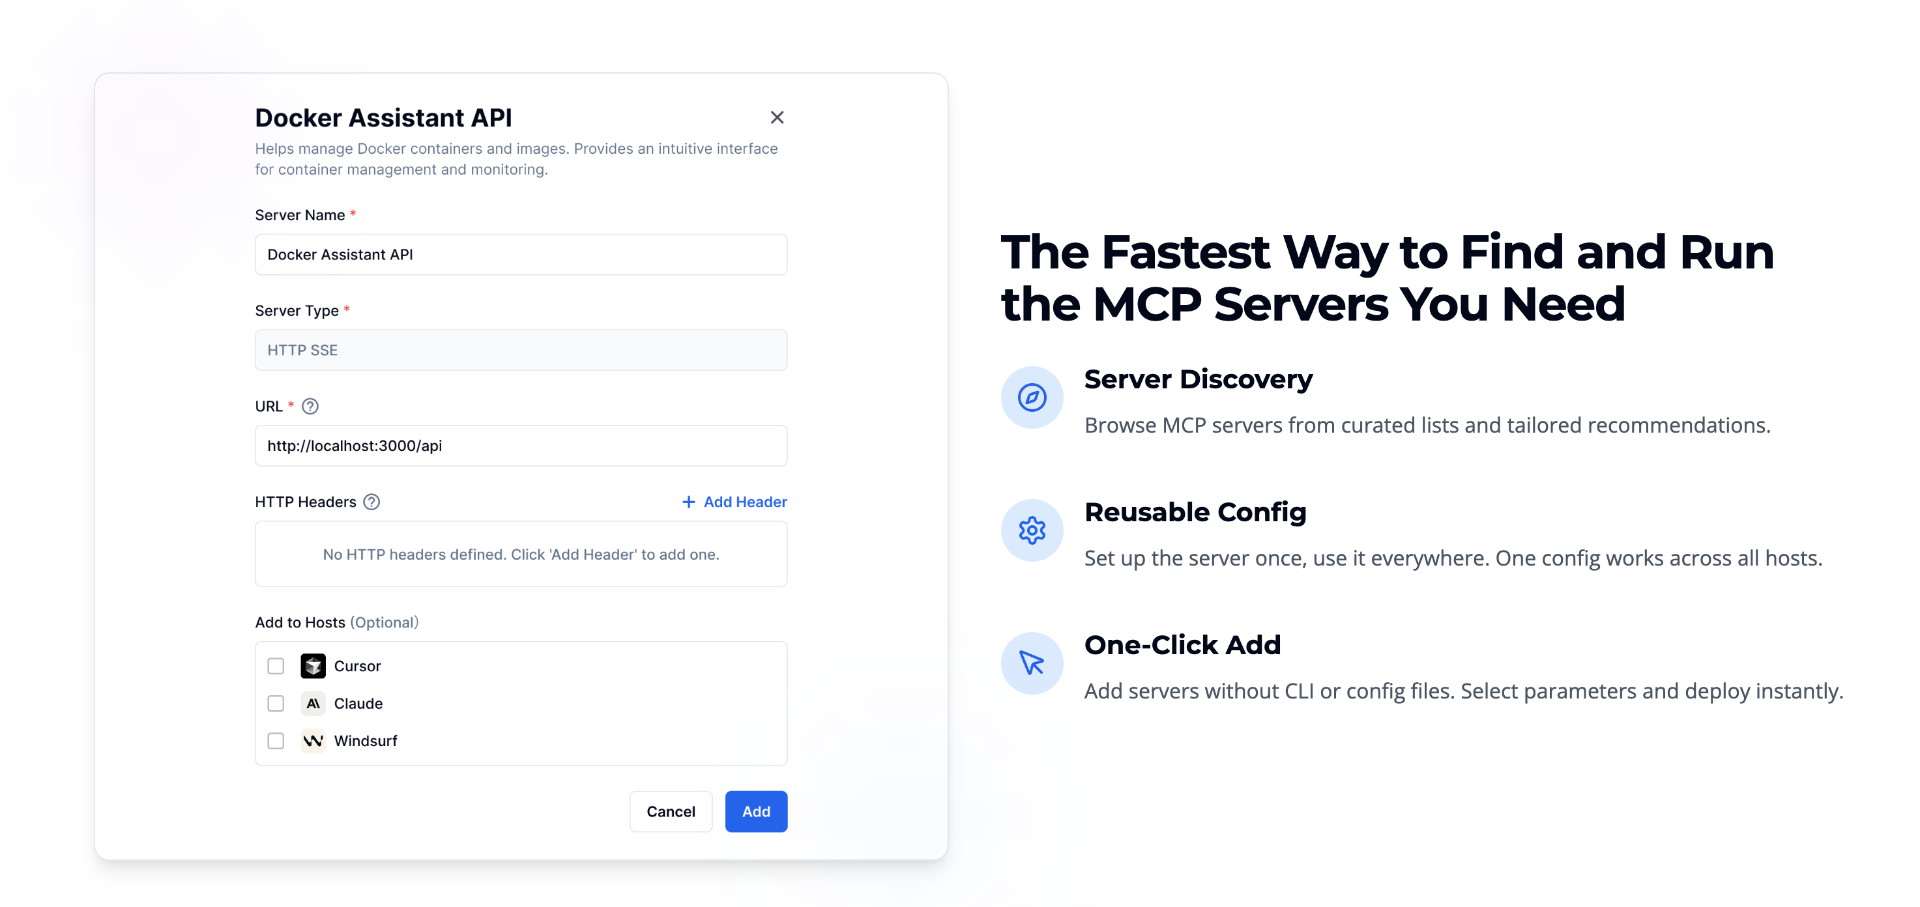 Docker Assistant API
Helps manage Docker containers and images. Provides an intuitive interface
for container management and monitoring.
Server Name *
Docker Assistant API
Server Type *
HTTP SSE
URL *
http://localhost:3000/api
HTTP Headers
+ Add Header
No HTTP headers defined. Click 'Add Header' to add one.
Add to Hosts (Optional)
Cursor
Claude
Windsurf
Cancel
Add
The Fastest Way to Find and Run
the MCP Servers You Need
Server Discovery
Browse MCP servers from curated lists and tailored recommendations.
Reusable Config
Set up the server once, use it everywhere. One config works across all hosts.
One-Click Add
Add servers without CLI or config files. Select parameters and deploy instantly.